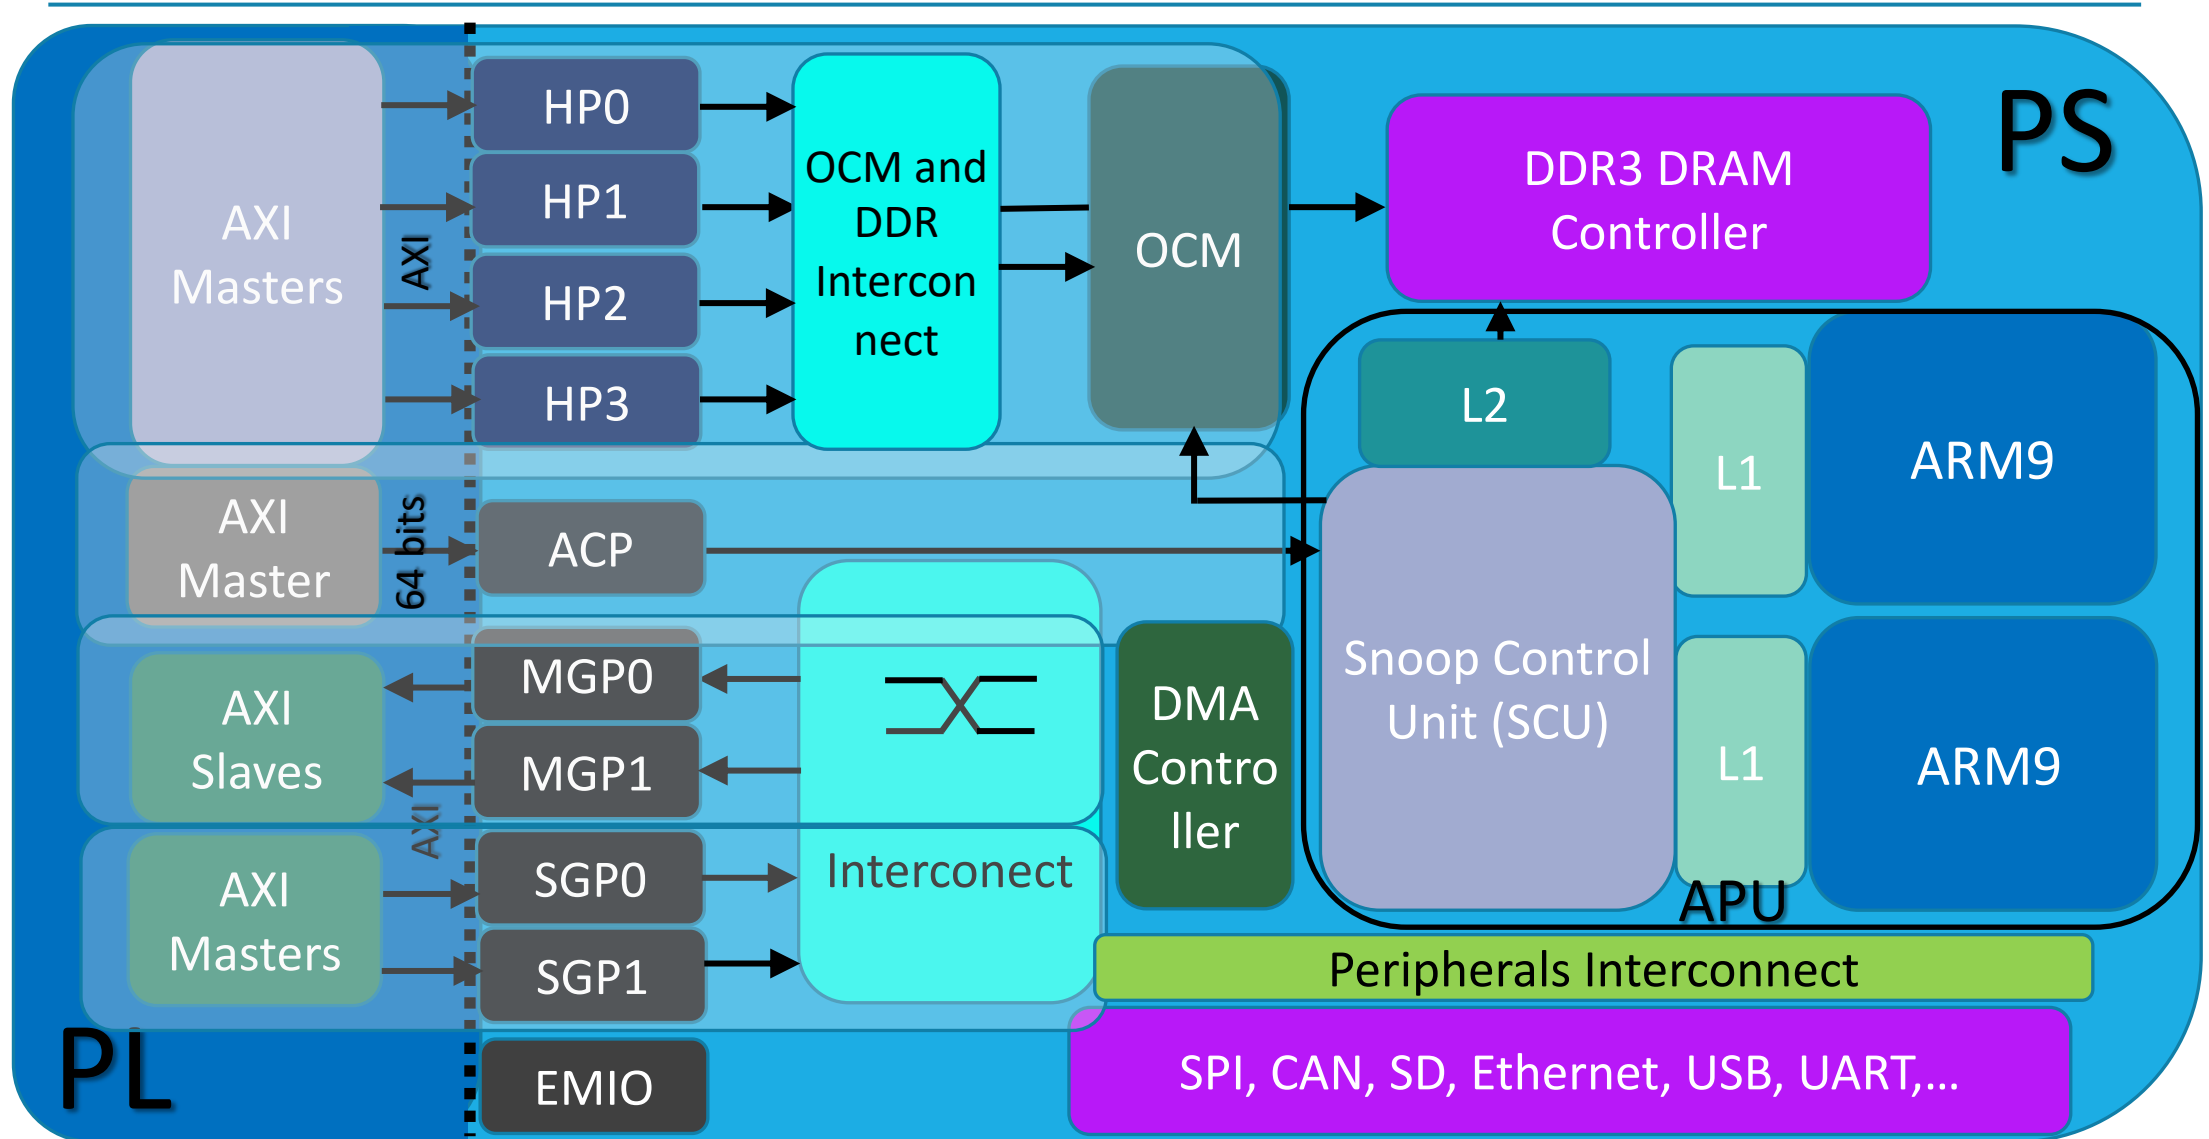 PS
PL
AXI
Masters
AXI
HP0
HP1
HP2
HP3
OCM and
DDR
Intercon
nect
OCM
DDR3 DRAM
Controller
L2
L1
ARM9
AXI
Master
64 bits
ACP
Snoop Control
Unit (SCU)
L1
ARM9
APU
AXI
Slaves
MGP0
MGP1
AXI
DMA
Contro
ller
AXI
Masters
SGP0
SGP1
Interconect
Peripherals Interconnect
EMIO
SPI, CAN, SD, Ethernet, USB, UART,...